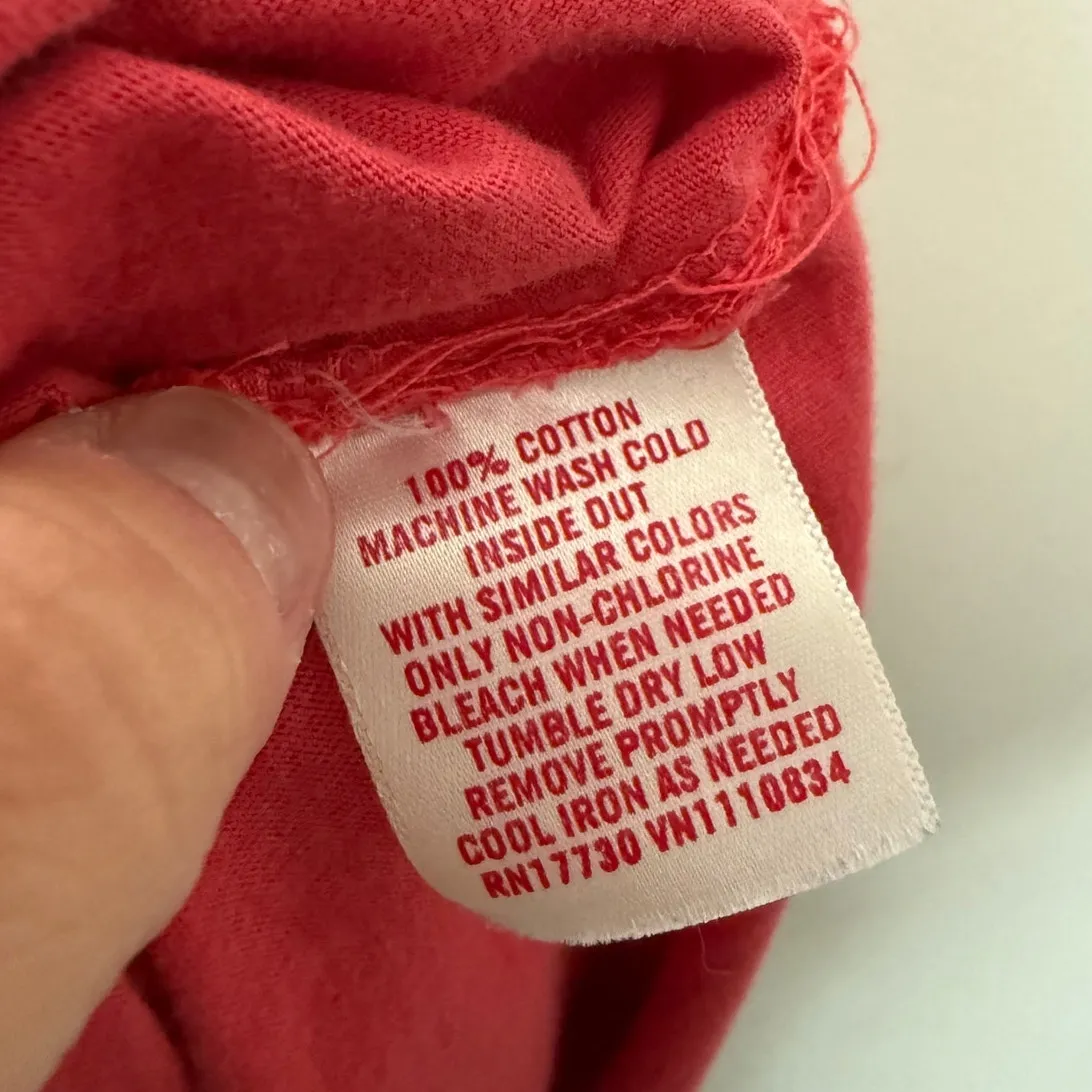 100% COTTON
MACHINE WASH COLD
INSIDE OUT
WITH SIMILAR COLORS
ONLY NON-CHLORINE
BLEACH WHEN NEEDED
TUMBLE DRY LOW
REMOVE PROMPTLY
COOL IRON AS NEEDED
RN17730 VN1110834